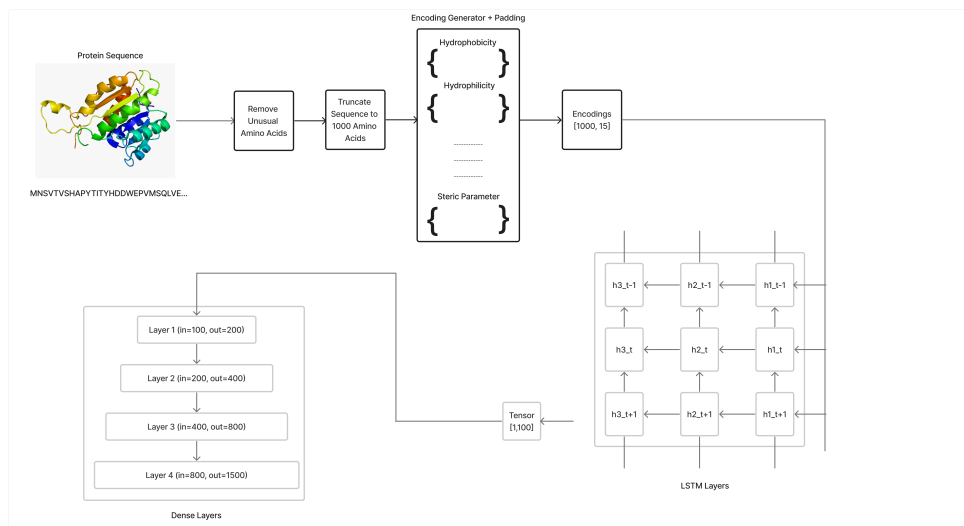 Encoding Generator + Padding
Protein Sequence
Hydrophobicity
{ }
Hydrophilicity
{ }
Remove
Unusual
Amino Acids
Truncate
Sequence to
1000 Amino
Acids
Encodings
[1000, 15]
------------
------------
------------
Steric Parameter
{ }
MNSVTVSHAPYTITYHDDWEPVMSQLVE...
h3_t-1
h2_t-1
h1_t-1
h3_t
h2_t
h1_t
h3_t+1
h2_t+1
h1_t+1
LSTM Layers
Tensor
[1,100]
Layer 1 (in=100, out=200)
Layer 2 (in=200, out=400)
Layer 3 (in=400, out=800)
Layer 4 (in=800, out=1500)
Dense Layers